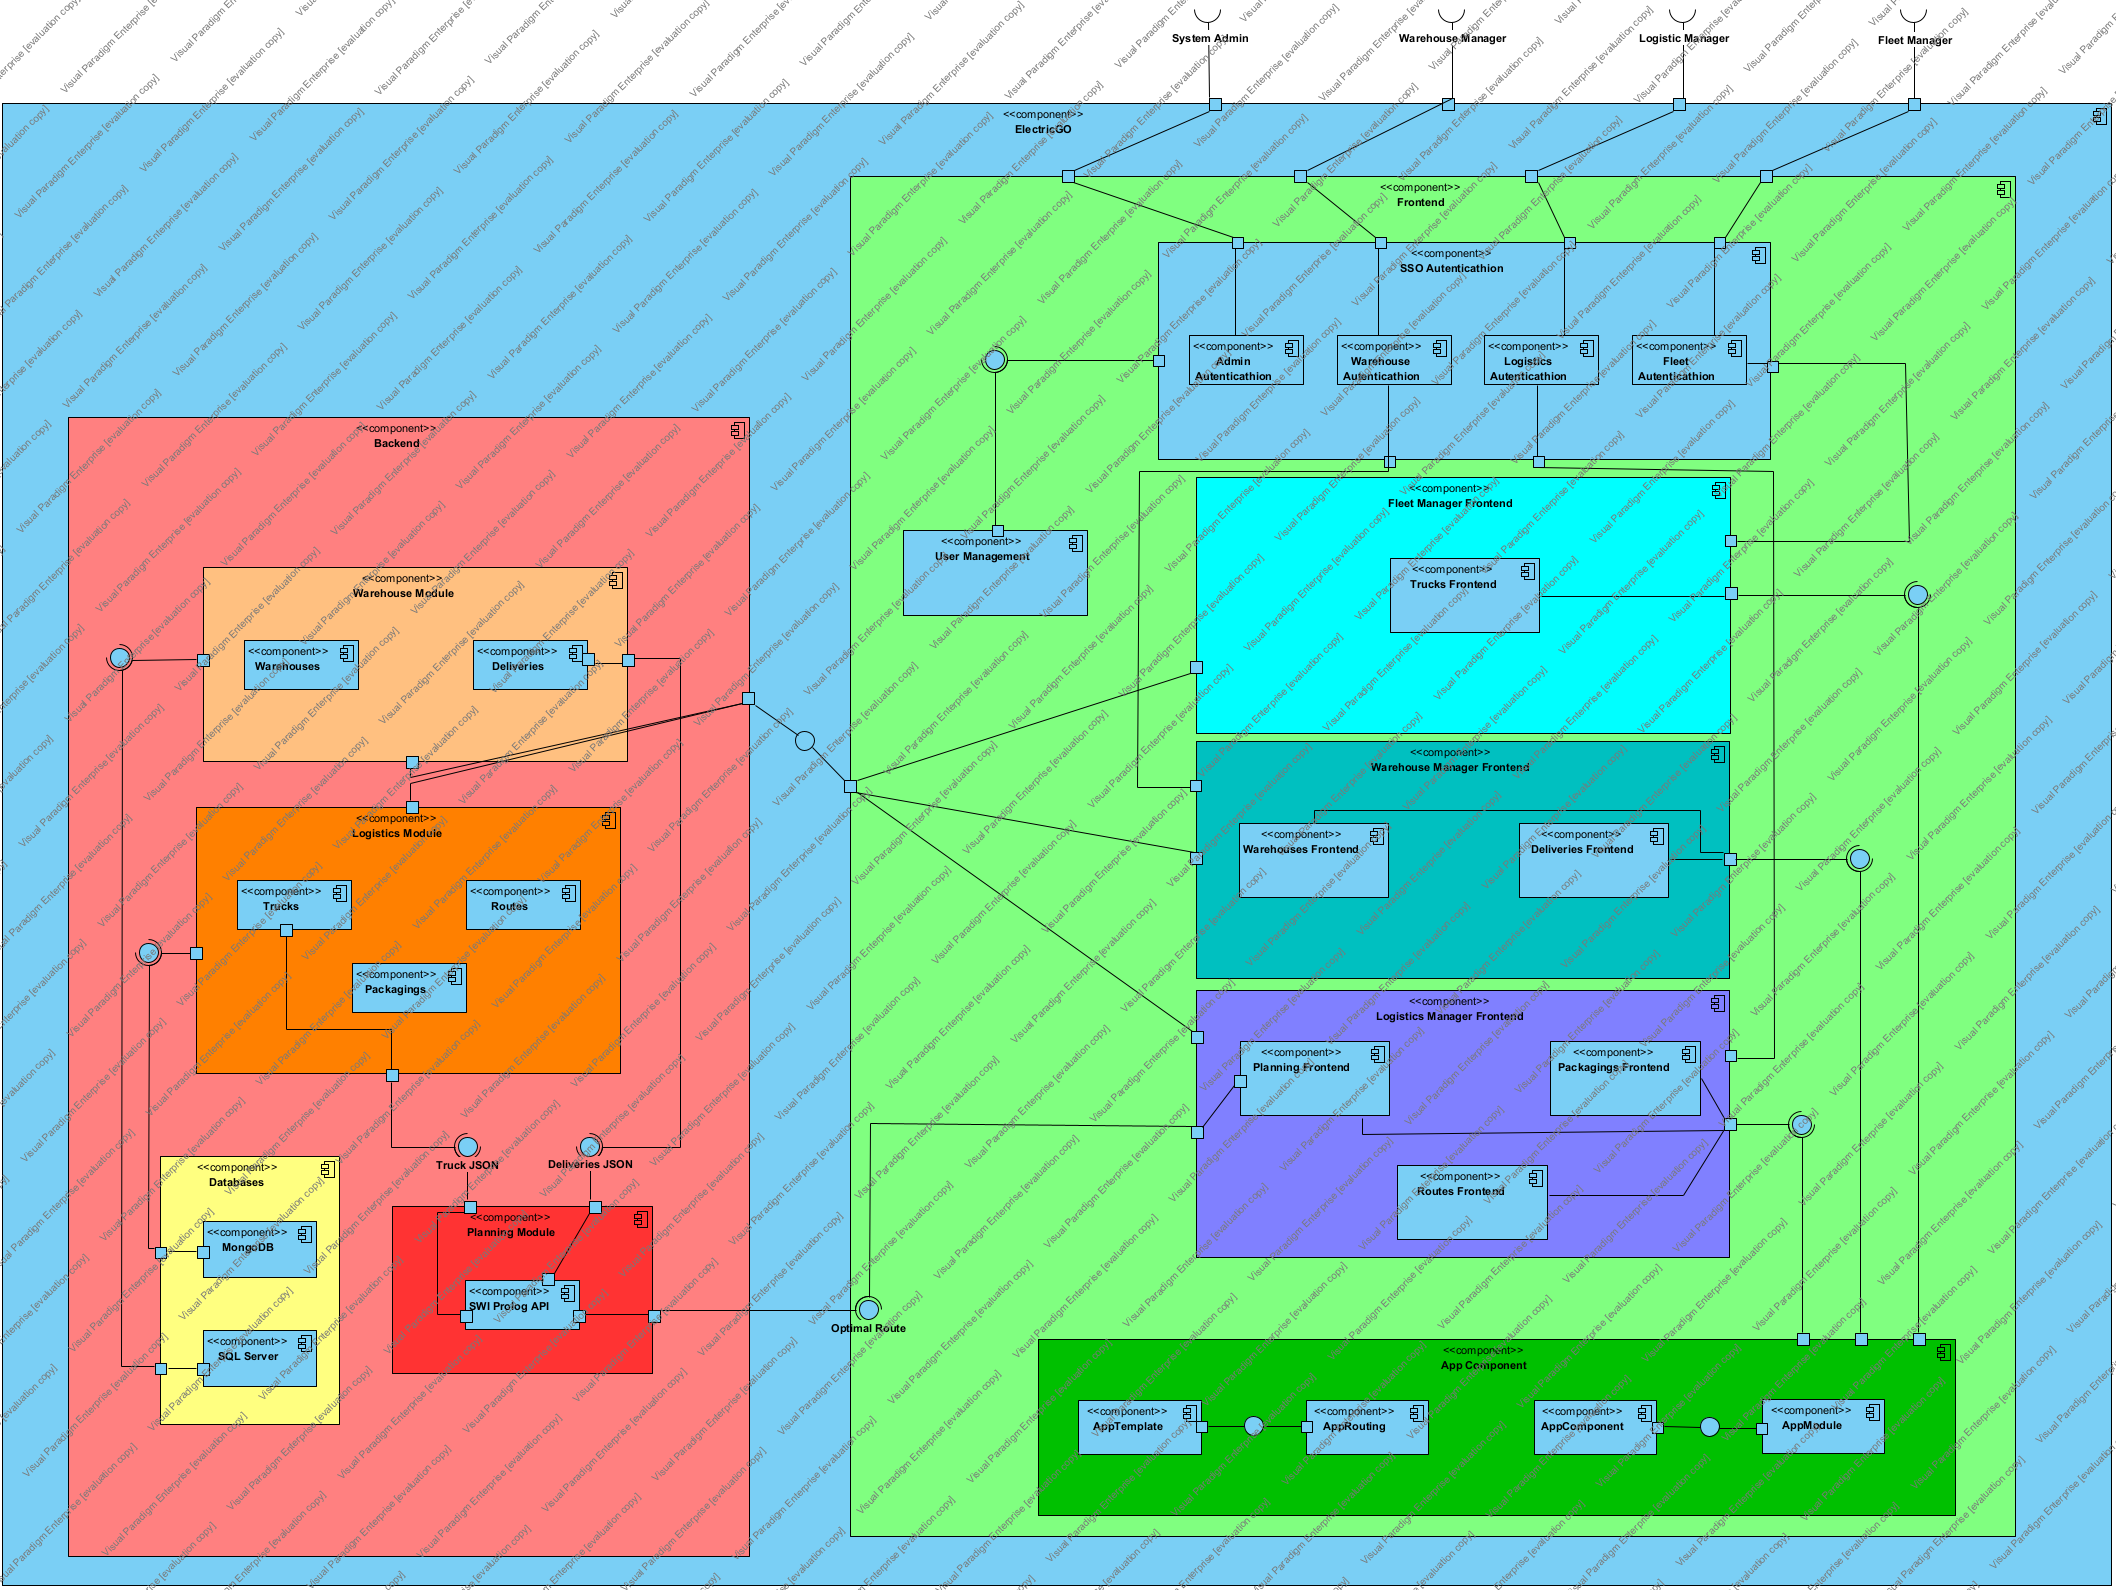 System Admin
Warehouse Manager
Logistic Manager
Fleet Manager
<<component>>
ElectricGO
<<component>>
Frontend
<<component>>
SSO Autenticathion
<<component>>
Admin
Autenticathion
<<component>>
Warehouse
Autenticathion
<<component>>
Logistics
Autenticathion
<<component>>
Fleet
Autenticathion
<<component>>
Backend
<<component>>
Fleet Manager Frontend
<<component>>
User Management
<<component>>
Trucks Frontend
<<component>>
Warehouse Module
<<component>>
Warehouses
<<component>>
Deliveries
<<component>>
Warehouse Manager Frontend
<<component>>
Warehouses Frontend
<<component>>
Deliveries Frontend
<<component>>
Logistics Module
<<component>>
Trucks
<<component>>
Routes
<<component>>
Packagings
<<component>>
Logistics Manager Frontend
<<component>>
Planning Frontend
<<component>>
Packagings Frontend
<<component>>
Routes Frontend
Truck JSON
Deliveries JSON
<<component>>
Databases
<<component>>
MongoDB
<<component>>
SQL Server
<<component>>
Planning Module
<<component>>
SWI Prolog API
Optimal Route
<<component>>
App Component
<<component>>
AppTemplate
<<component>>
AppRouting
<<component>>
AppComponent
<<component>>
AppModule
Visual Paradigm Enterprise [evaluation copy]